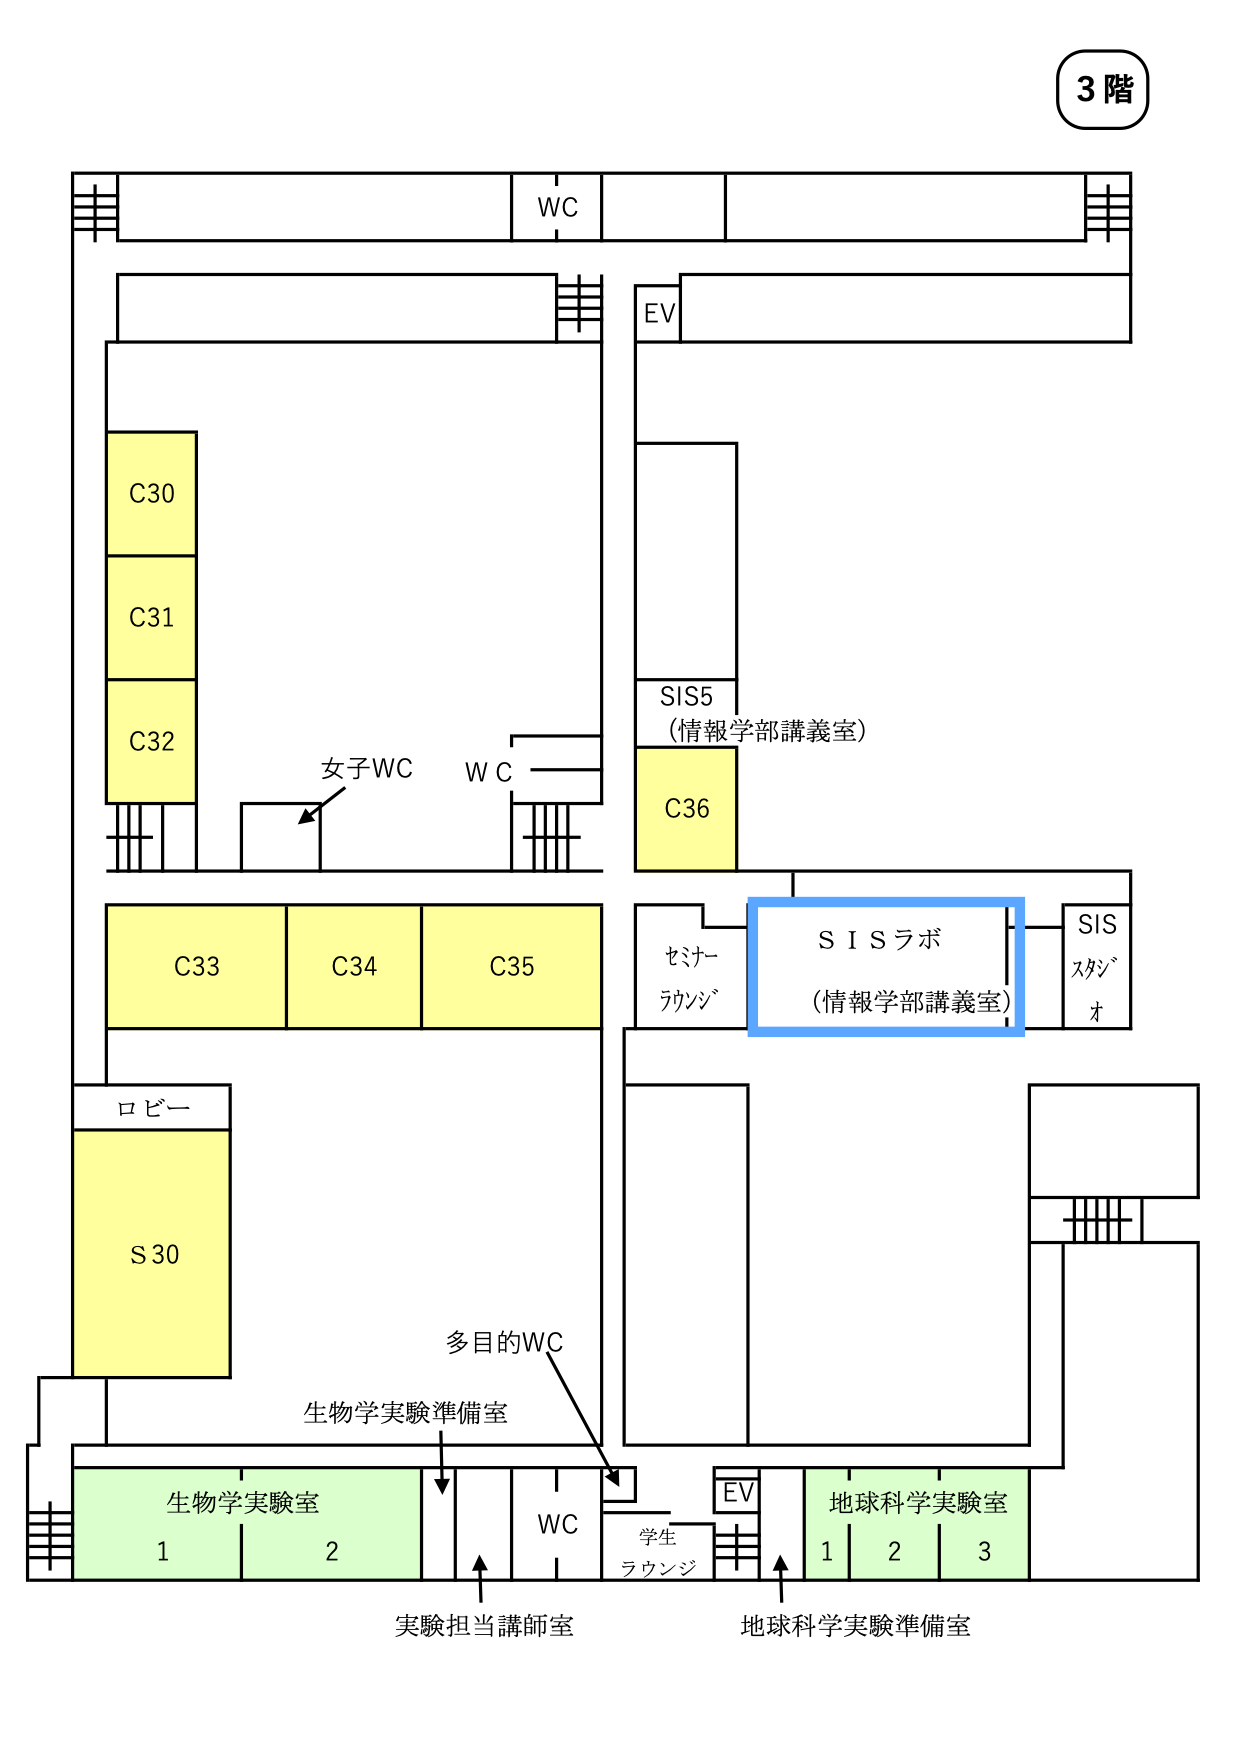 3 階
WC
EV
C30
C31
C32
SIS5
（情報学部講義室）
女子WC
W C
C36
C33
C34
C35
ｾﾐﾅｰ
ﾗｳﾝｼﾞ
ＳＩＳラボ
（情報学部講義室）
SIS
ｽﾀｼﾞ
ｵ
ロビー
Ｓ30
多目的WC
生物学実験準備室
生物学実験室
1
2
WC
学生
ラウンジ
EV
地球科学実験室
1
2
3
実験担当講師室
地球科学実験準備室